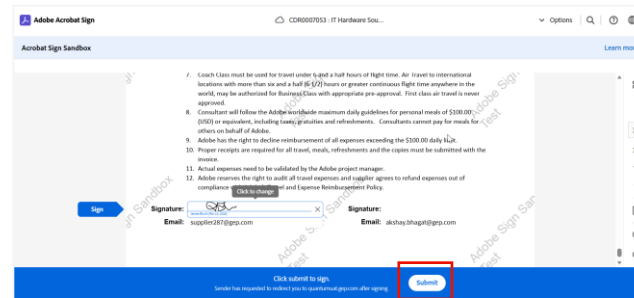 Adobe Acrobat Sign
CDR0007053 : IT Hardware Sou...
Options
Acrobat Sign Sandbox
Learn mor
7. Coach Class must be used for travel under 6 and a half hours of flight time. Air Travel to international
locations with more than six and a half (6-1/2) hours or greater continuous flight time anywhere in the
world, may be authorized for Business Class with appropriate pre-approval. First class air travel is never
approved.
8. Consultant will follow the Adobe worldwide maximum daily guidelines for personal meals of $100.00
(USD) or equivalent, including taxes, gratuities and refreshments. Consultants cannot pay for meals for
others on behalf of Adobe.
9. Adobe has the right to decline reimbursement of all expenses exceeding the $100.00 daily limit.
10. Proper receipts are required for all travel, meals, refreshments and the copies must be submitted with the
invoice.
11. Actual expenses need to be validated by the Adobe project manager.
12. Adobe reserves the right to audit all travel expenses and supplier agrees to refund expenses out of
compliance el and Expense Reimbursement Policy.
Click to change
Sign
Signature:
Signature:
Email: supplier287@gep.com
Email: akshay.bhagat@gep.com
Adobe Sign Sandbox
Test
Click submit to sign.
Sender has requested to redirect you to quantumuat.gep.com after signing.
Submit